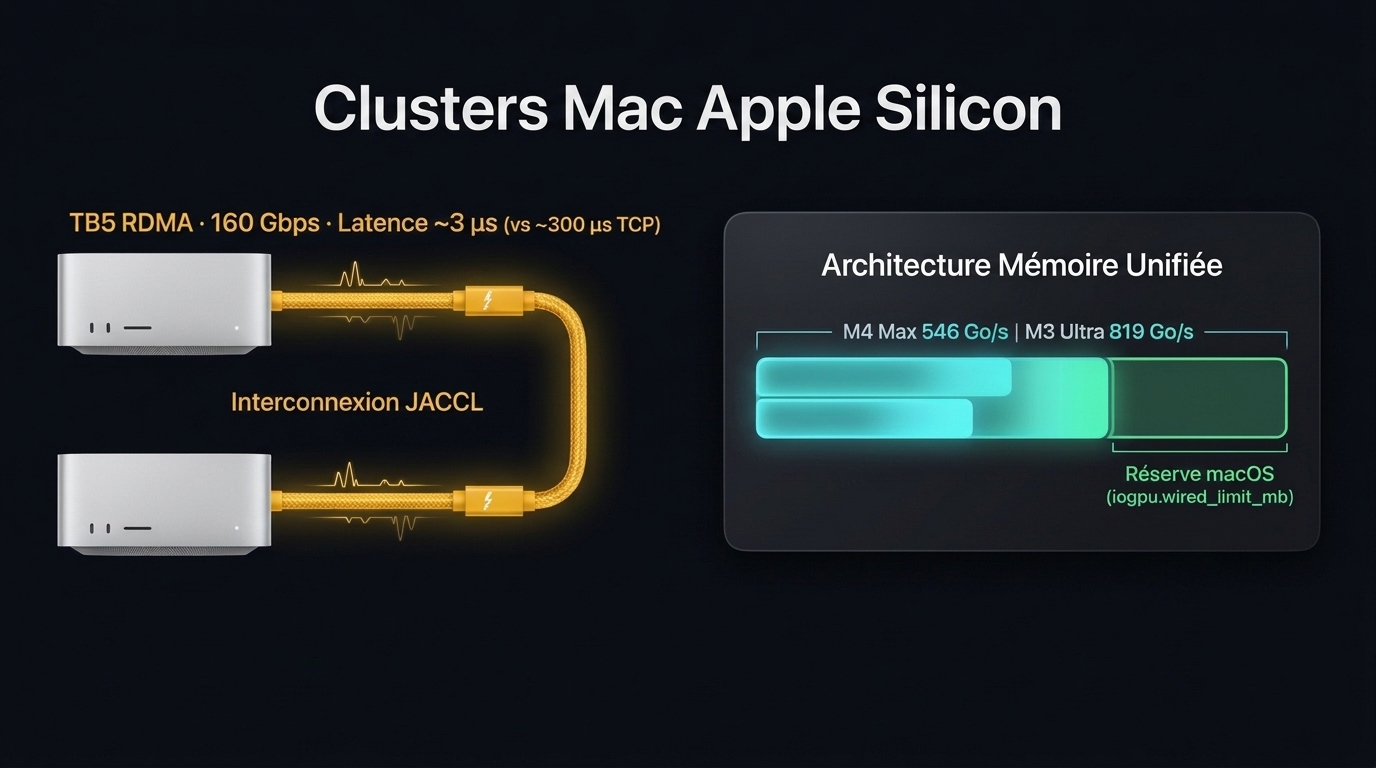 Clusters Mac Apple Silicon
TB5 RDMA · 160 Gbps · Latence ~3 µs (vs ~300 µs TCP)
Interconnexion JACCL
Architecture Mémoire Unifiée
M4 Max 546 Go/s | M3 Ultra 819 Go/s
Réserve macOS
(iogpu.wired_iimit_mb)